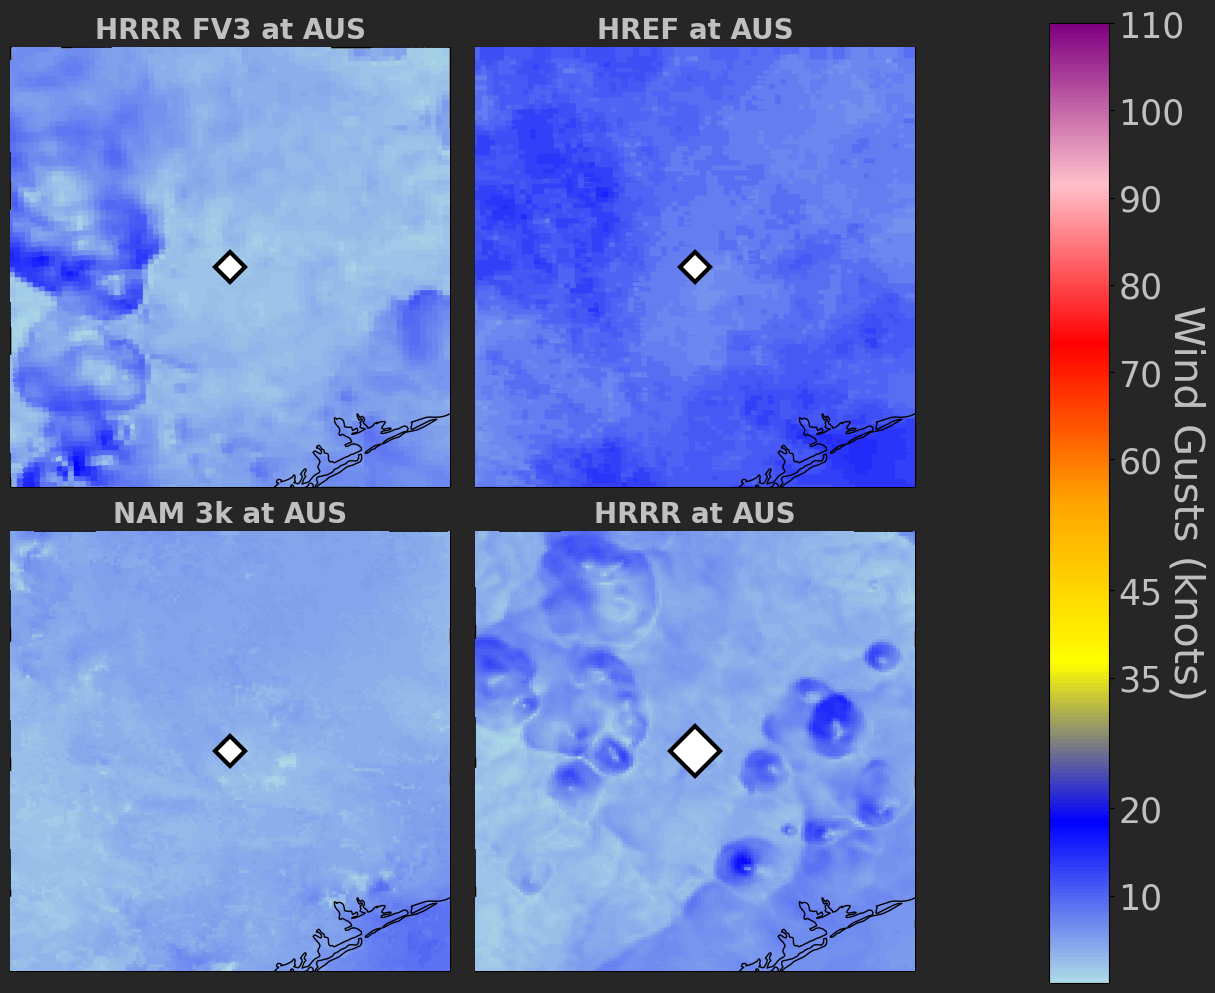 HRRR FV3 at AUS
HREF at AUS
NAM 3k at AUS
HRRR at AUS
110
100
90
80
70
60
45
35
20
10
Wind Gusts (knots)